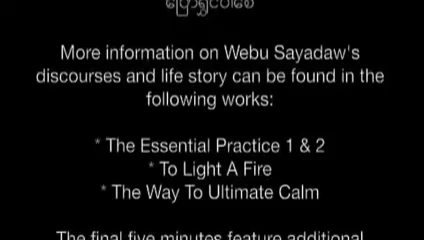 More information on Webu Sayadaw's
discourses and life story can be found in the
following works:
* The Essential Practice 1 & 2
* To Light A Fire
* The Way To Ultimate Calm
The final five minutes feature additional